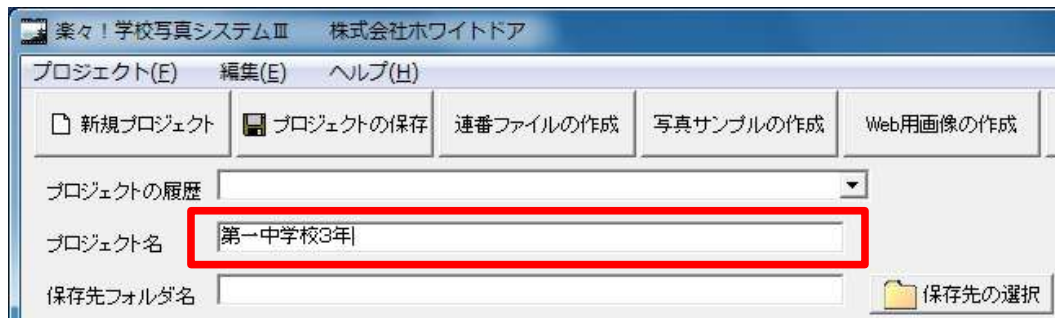 楽々！学校写真システムⅢ　　株式会社ホワイトドア
プロジェクト(F)　編集(E)　ヘルプ(H)
新規プロジェクト　プロジェクトの保存　連番ファイルの作成　写真サンプルの作成　Web用画像の作成
プロジェクトの履歴
プロジェクト名　第一中学校3年
保存先フォルダ名　保存先の選択